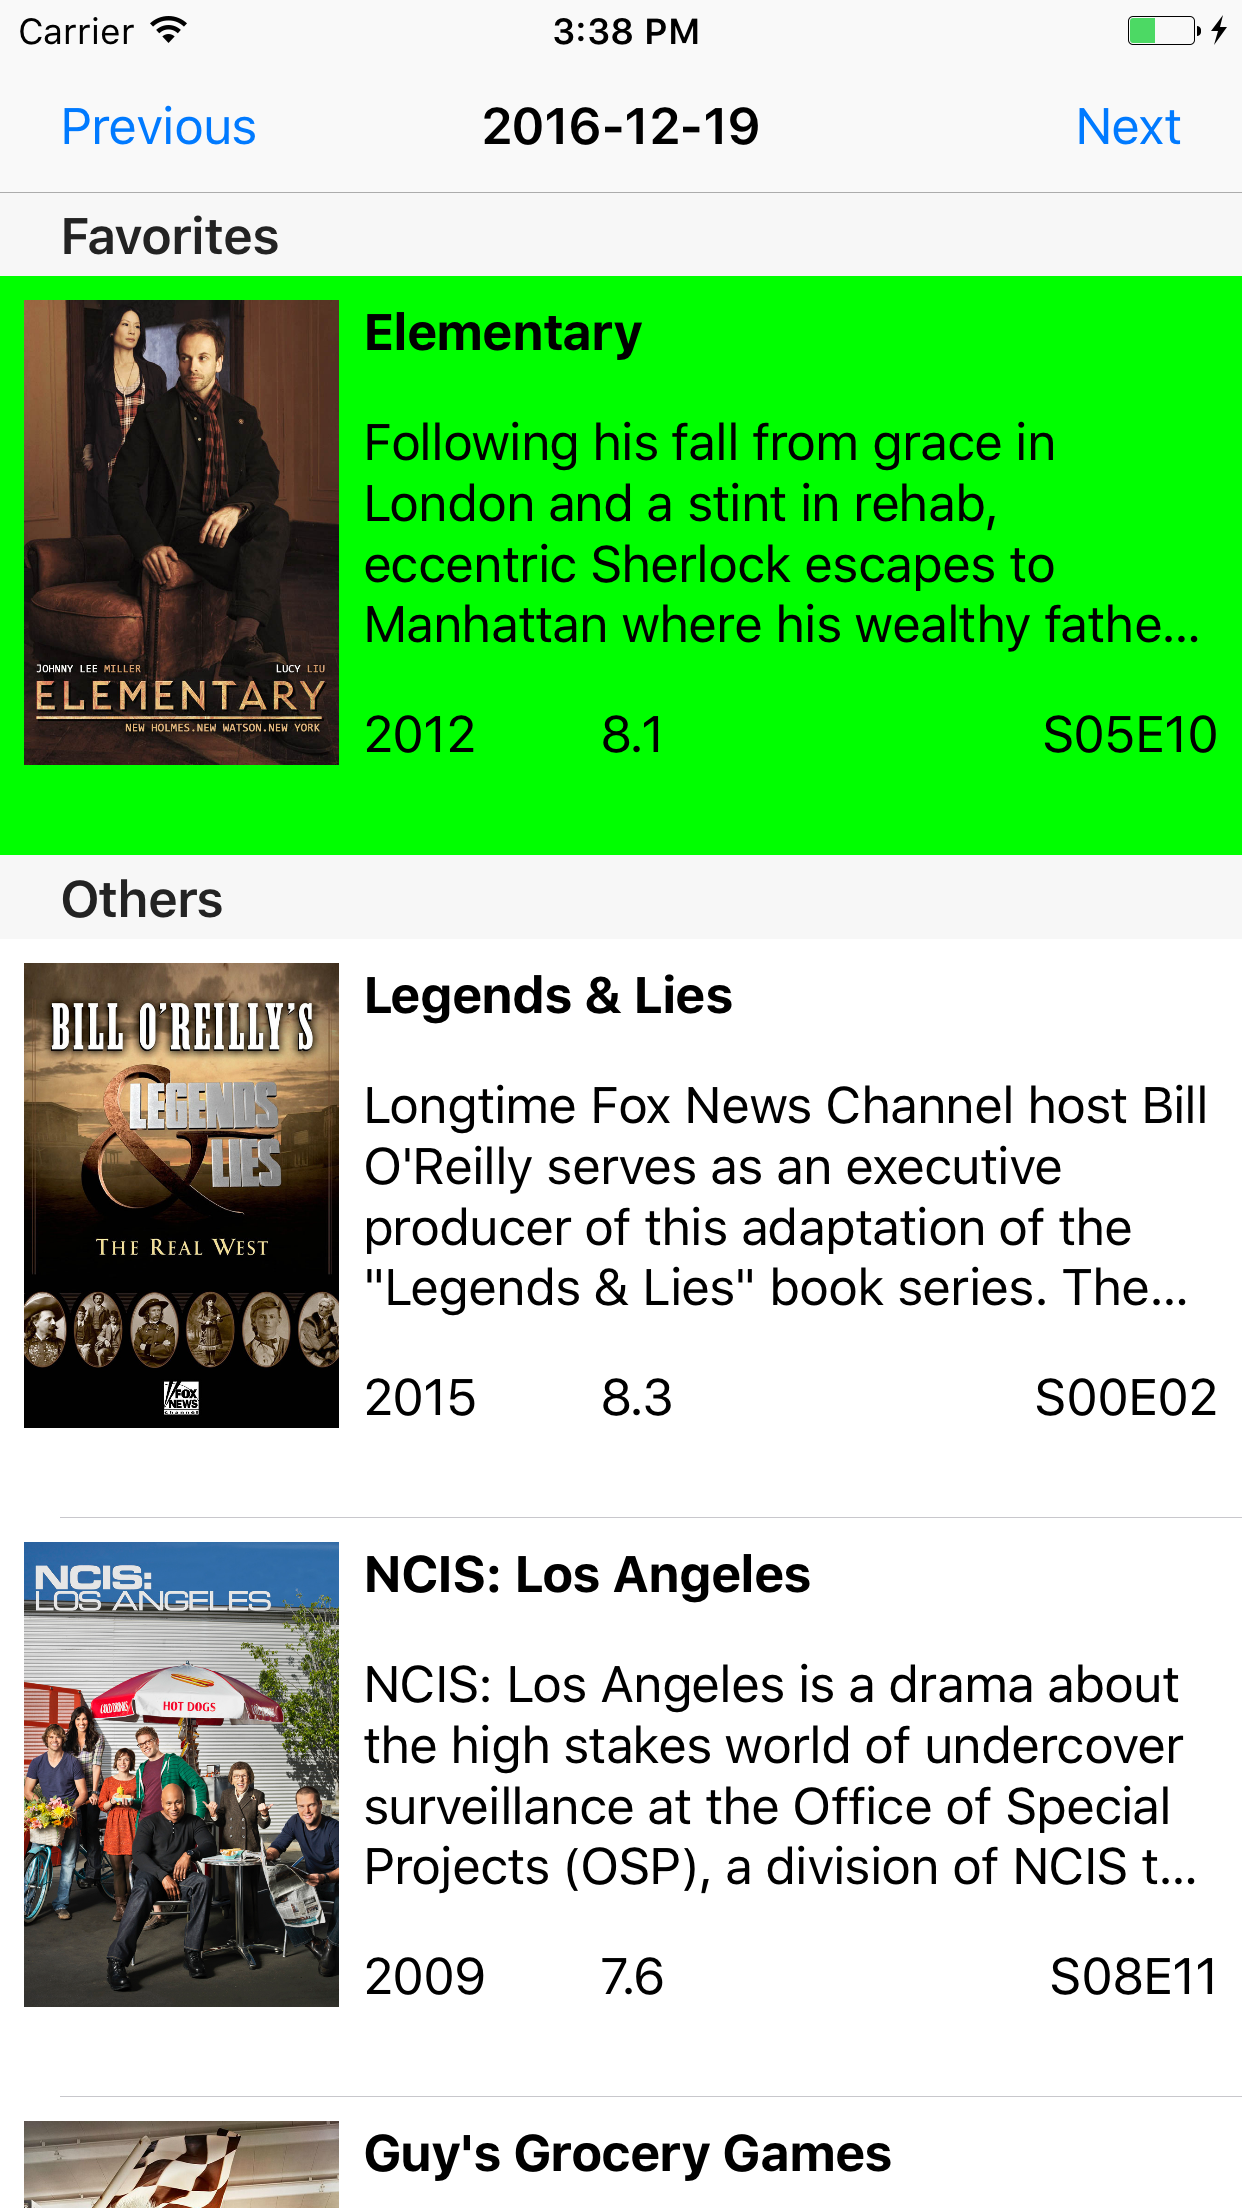 Carrier
3:38 PM
Previous
2016-12-19
Next
Favorites
Elementary
Following his fall from grace in
London and a stint in rehab,
eccentric Sherlock escapes to
Manhattan where his wealthy fathe...
2012
8.1
S05E10
JOHNNY LEE MILLER
LUCY LIU
ELEMENTARY
NEW HOLMES.NEW WATSON.NEW YORK
Others
Legends & Lies
Longtime Fox News Channel host Bill
O'Reilly serves as an executive
producer of this adaptation of the
"Legends & Lies" book series. The...
2015
8.3
S00E02
BILL O'REILLY'S
LEGENDS
&
LIES
THE REAL WEST
FOX
NEWS
channel
NCIS: Los Angeles
NCIS: Los Angeles is a drama about
the high stakes world of undercover
surveillance at the Office of Special
Projects (OSP), a division of NCIS t...
2009
7.6
S08E11
NCIS:
LOS ANGELES
COLD DRINKS
HOT DOGS
Guy's Grocery Games